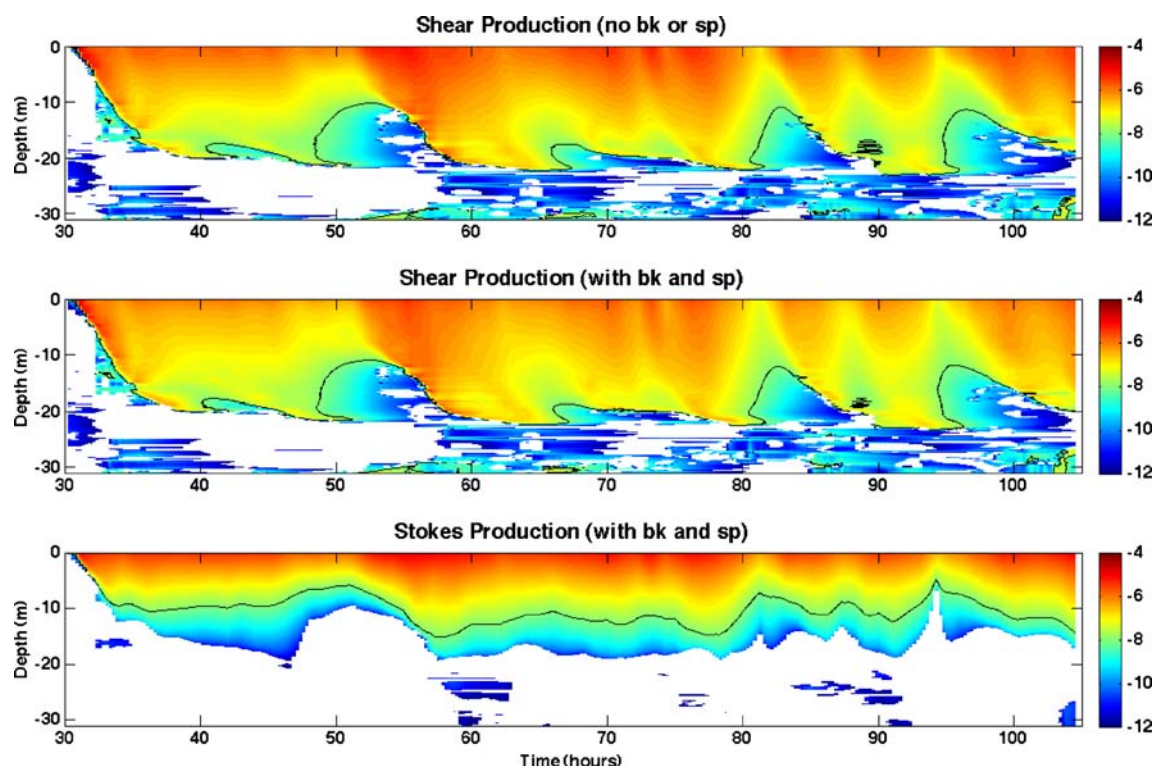 Shear Production (no bk or sp)
Depth (m)
0
-10
-20
-30
30 40 50 60 70 80 90 100
-4
-6
-8
-10
-12
Shear Production (with bk and sp)
Depth (m)
0
-10
-20
-30
30 40 50 60 70 80 90 100
-4
-6
-8
-10
-12
Stokes Production (with bk and sp)
Depth (m)
0
-10
-20
-30
30 40 50 60 70 80 90 100
Time (hours)
-4
-6
-8
-10
-12